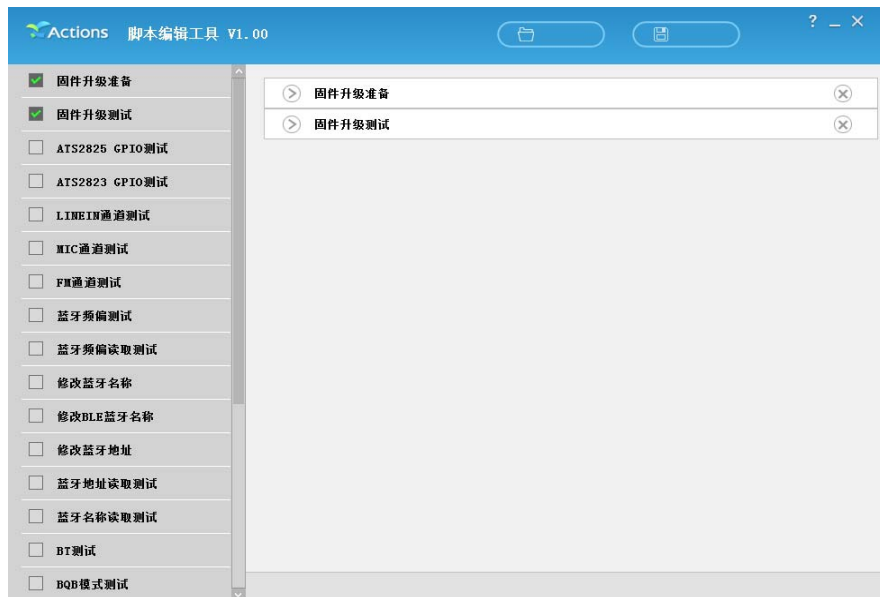 Actions 脚本编辑工具 V1.00
?
固件升级准备
固件升级测试
ATS2825 GPIO测试
ATS2823 GPIO测试
LINEIN通道测试
MIC通道测试
FM通道测试
蓝牙频偏测试
蓝牙频偏读取测试
修改蓝牙名称
修改BLE蓝牙名称
修改蓝牙地址
蓝牙地址读取测试
蓝牙名称读取测试
BT测试
BQB模式测试
固件升级准备
固件升级测试